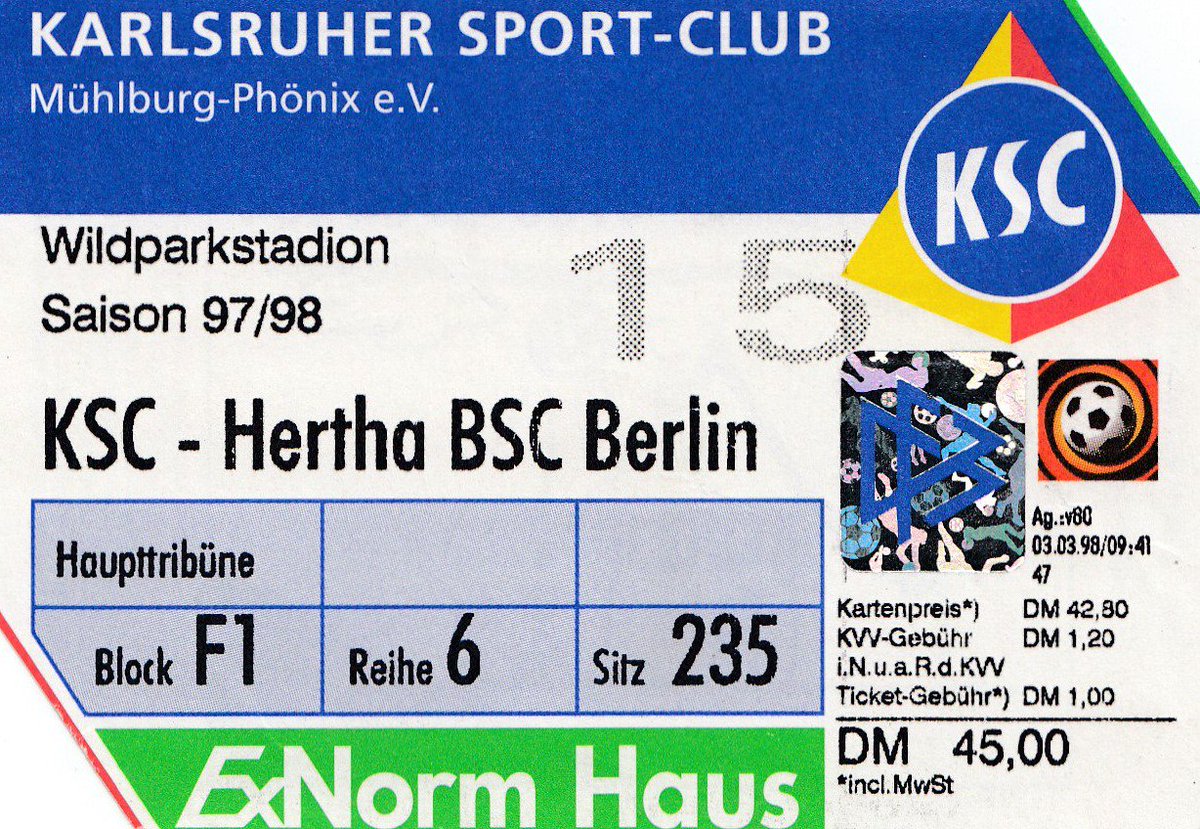 KARLSRUHER SPORT-CLUB
Mühlburg-Phönix e.V.
KSC
Wildparkstadion
Saison 97/98
15
KSC - Hertha BSC Berlin
Ag.:v80
03.03.98/09:41
47
Haupttribüne
Block F1 Reihe 6 Sitz 235
Kartenpreis*) DM 42,80
KVV-Gebühr DM 1,20
i.N.u.a.R.d.KVV
Ticket-Gebühr*) DM 1,00
DM 45,00
*incl.MwSt
ExNorm Haus